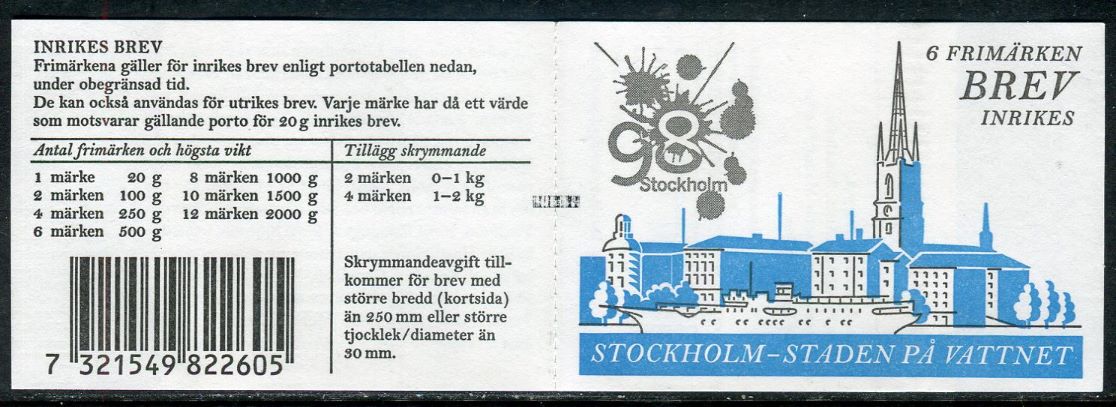 INRIKES BREV
Frimärkena gäller för inrikes brev enligt portotabellen nedan,
under obegränsad tid.
De kan också användas för utrikes brev. Varje märke har då ett värde
som motsvarar gällande porto för 20 g inrikes brev.
Antal frimärken och högsta vikt
1 märke 20 g 8 märken 1000 g
2 märken 100 g 10 märken 1500 g
4 märken 250 g 12 märken 2000 g
6 märken 500 g
Tillägg skrymmande
2 märken 0–1 kg
4 märken 1–2 kg
Skrymmandeavgift till-
kommer för brev med
större bredd (kortsida)
än 250 mm eller större
tjocklek/diameter än
30 mm.
7 321549 822605
98
Stockholm
6 FRIMÄRKEN
BREV
INRIKES
STOCKHOLM – STADEN PÅ VATTNET